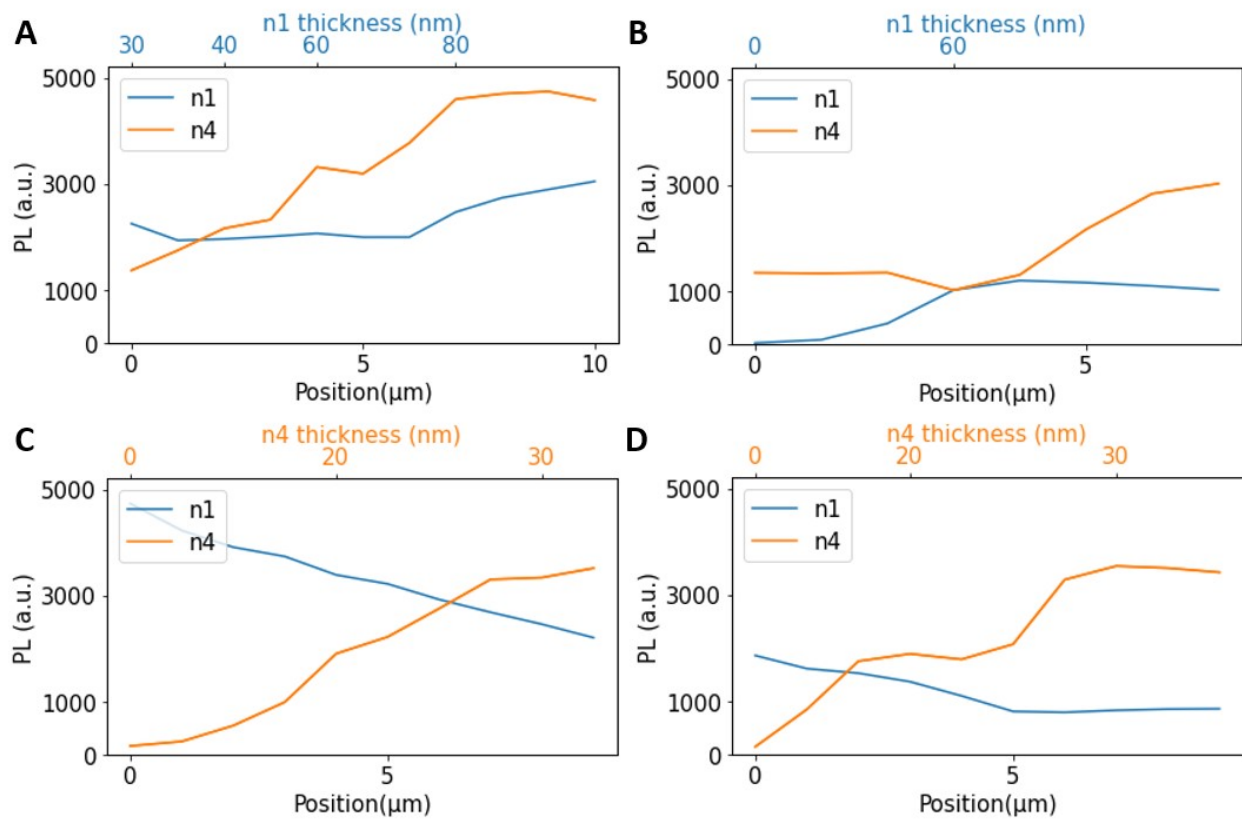 A
n1 thickness (nm)
30 40 60 80
5000
3000
1000
0
PL (a.u.)
n1
n4
0 5 10
Position(μm)
B
n1 thickness (nm)
0 60
5000
3000
1000
0
PL (a.u.)
n1
n4
5
Position(μm)
C
n4 thickness (nm)
0 20 30
5000
3000
1000
0
PL (a.u.)
n1
n4
0 5
Position(μm)
D
n4 thickness (nm)
0 20 30
5000
3000
1000
0
PL (a.u.)
n1
n4
0 5
Position(μm)